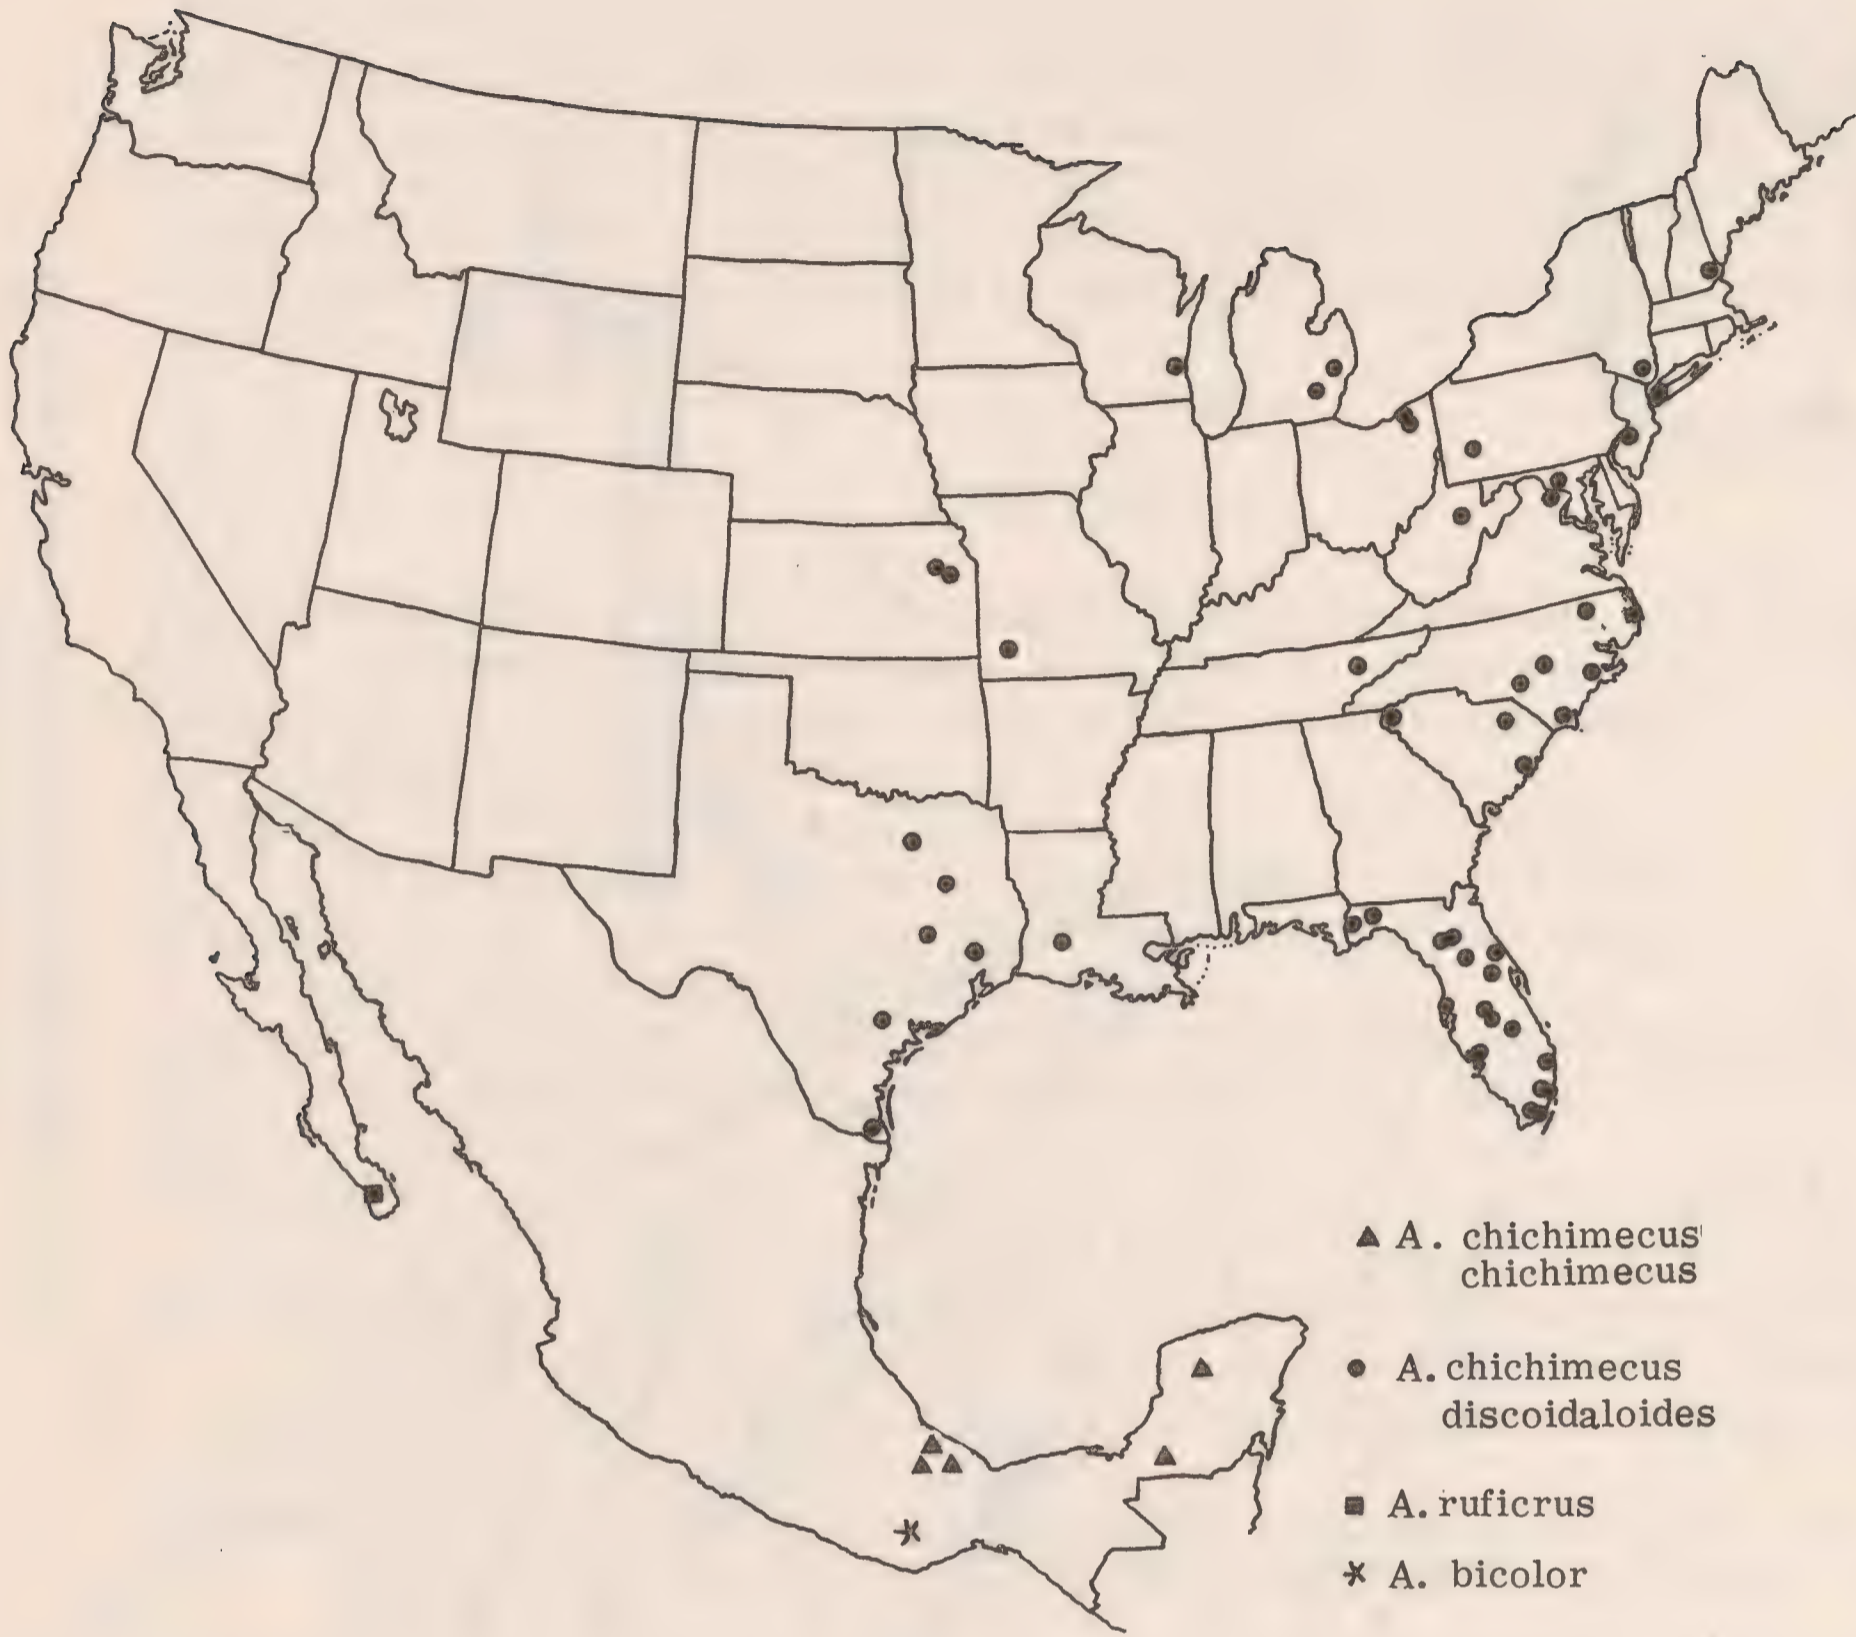 ▲ A. chichimecus
chichimecus
● A. chichimecus
discoidaloides
■ A. ruficrus
A. bicolor